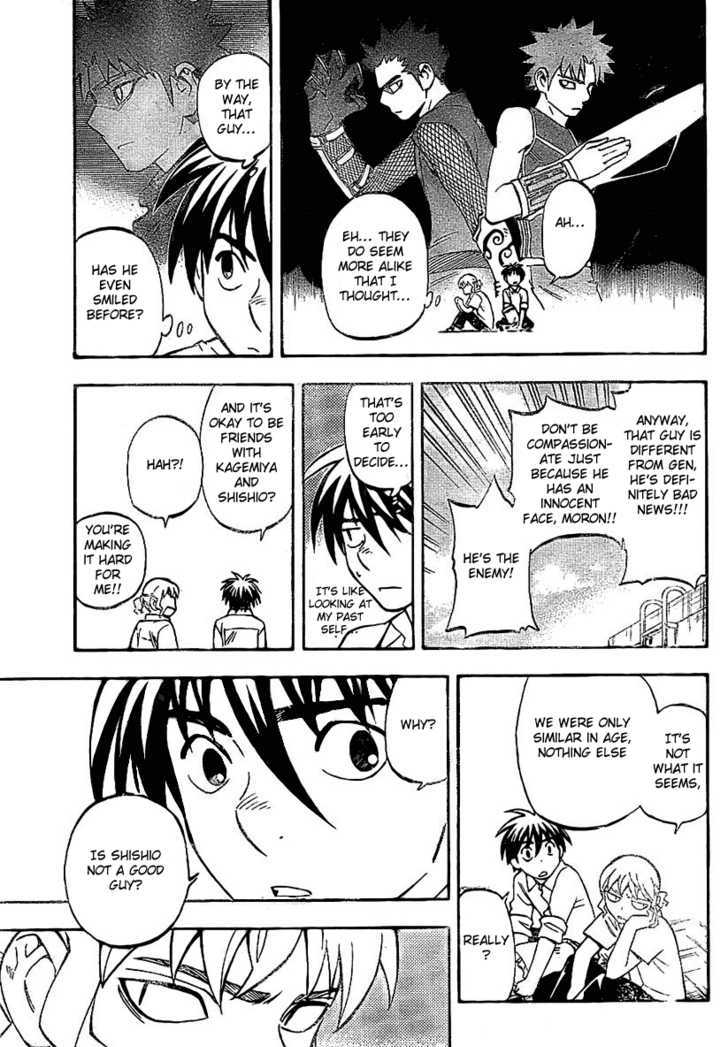 AH...
EH... THEY
DO SEEM
MORE ALIKE
THAT I
THOUGHT...
BY THE
WAY,
THAT
GUY...
HAS HE
EVEN
SMILED
BEFORE?
ANYWAY,
THAT GUY IS
DIFFERENT
FROM GEN,
HE'S DEFI-
NITELY BAD
NEWS!!!
DON'T BE
COMPASSION-
ATE JUST
BECAUSE HE
HAS AN
INNOCENT
FACE, MORON!!
HE'S THE
ENEMY!
THAT'S
TOO
EARLY
TO
DECIDE...
IT'S LIKE
LOOKING AT
MY PAST
SELF...
AND IT'S
OKAY TO BE
FRIENDS
WITH
KAGEMIYA
AND
SHISHIO?
HAH?!
YOU'RE
MAKING
IT HARD
FOR
ME!!
IT'S
NOT
WHAT IT
SEEMS,
WE WERE ONLY
SIMILAR IN AGE,
NOTHING ELSE
REALLY
?
WHY?
IS SHISHIO
NOT A GOOD
GUY?